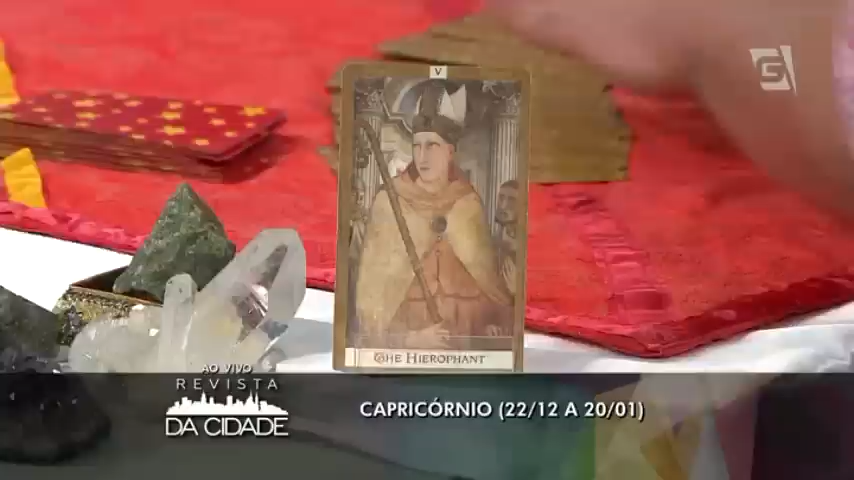 V
THE HIEROPHANT
AO VIVO
REVISTA
DA CIDADE
CAPRICÓRNIO (22/12 A 20/01)